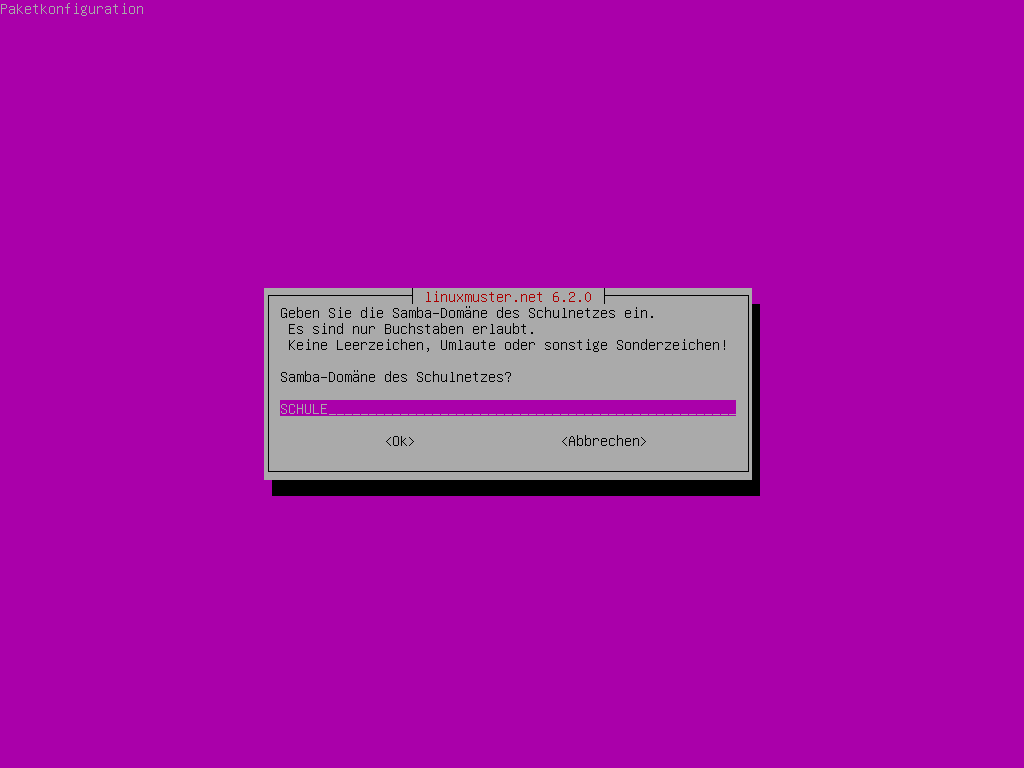 Paketkonfiguration
linuxmuster.net 6.2.0
Geben Sie die Samba-Domäne des Schulnetzes ein.
Es sind nur Buchstaben erlaubt.
Keine Leerzeichen, Umlaute oder sonstige Sonderzeichen!
Samba-Domäne des Schulnetzes?
SCHULE
<Ok> <Abbrechen>